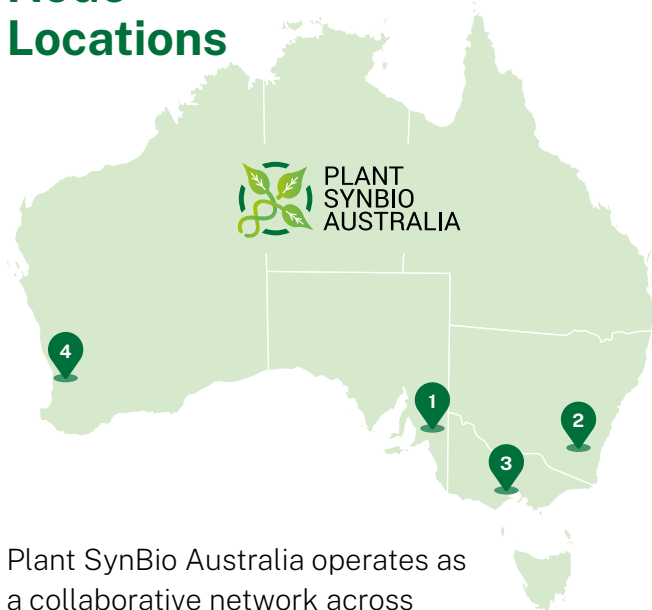 Locations
PLANT
SYNBIO
AUSTRALIA
4
1
2
3
Plant SynBio Australia operates as
a collaborative network across